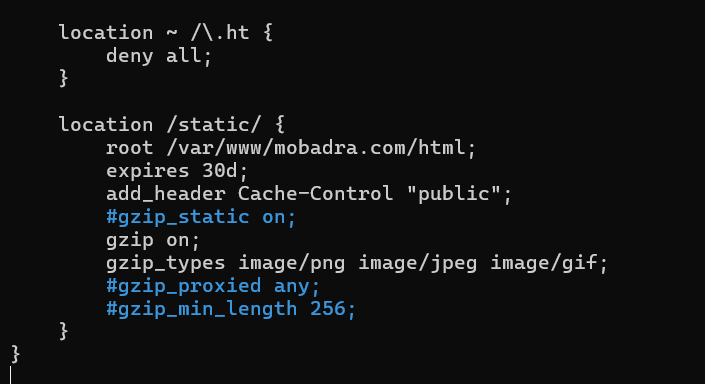 location ~ /\.ht {
deny all;
}
location /static/ {
root /var/www/mobadra.com/html;
expires 30d;
add_header Cache-Control "public";
#gzip_static on;
gzip on;
gzip_types image/png image/jpeg image/gif;
#gzip_proxied any;
#gzip_min_length 256;
}
}